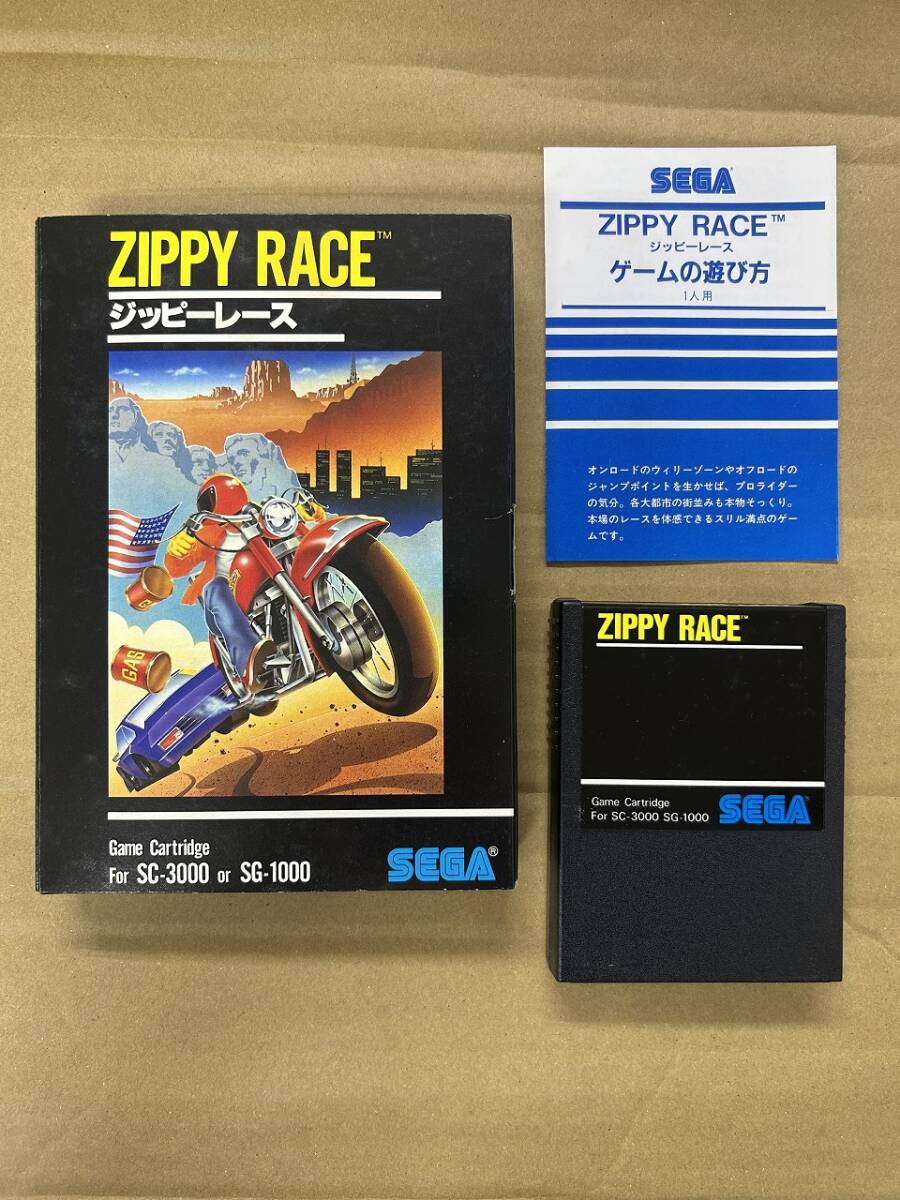 ZIPPY RACE™
ジッピーレース
GAS
Game Cartridge
For SC-3000 or SG-1000
SEGA®
SEGA
ZIPPY RACE™
ジッピーレース
ゲームの遊び方
1人用
オンロードのウィリーゾーンやオフロードの
ジャンプポイントを生かせば、プロライダー
の気分。各大都市の街並みも本物そっくり。
本場のレースを体感できるスリル満点のゲー
ムです。
ZIPPY RACE™
Game Cartridge
For SC-3000 SG-1000
SEGA